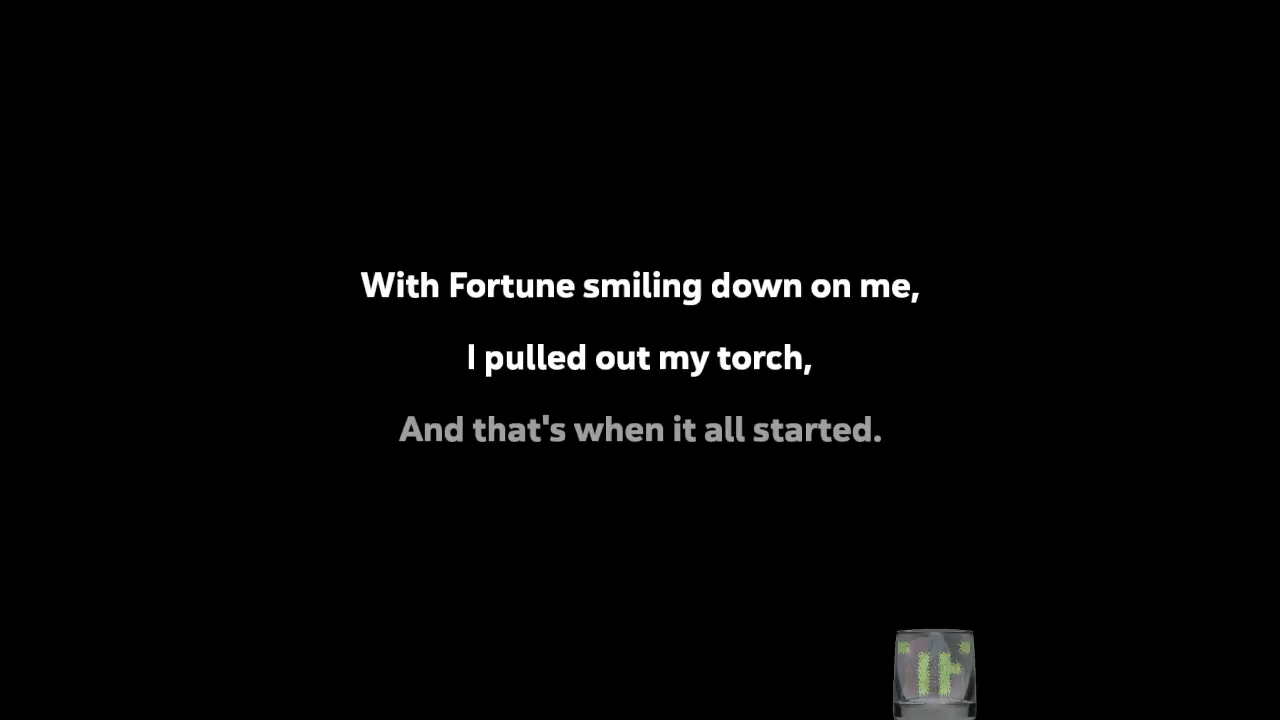 With Fortune smiling down on me,
I pulled out my torch,
And that's when it all started.